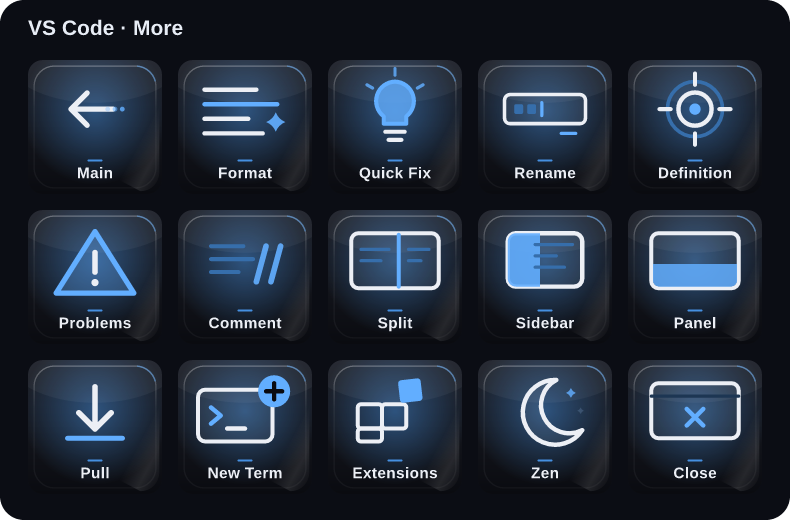 VS Code · More
Main
Format
Quick Fix
Rename
Definition
Problems
Comment
Split
Sidebar
Panel
Pull
New Term
Extensions
Zen
Close